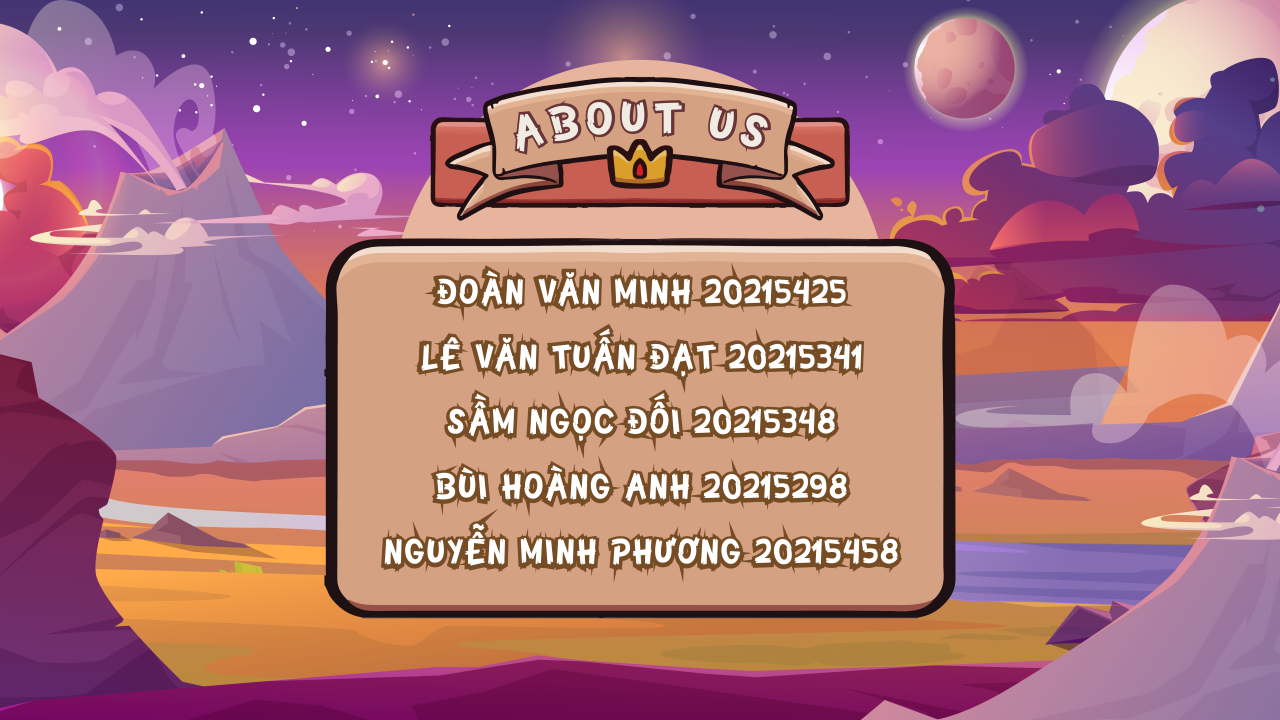 ABOUT US
ĐOÀN VĂN MINH 20215425
LÊ VĂN TUẤN ĐẠT 20215341
SẦM NGỌC ĐỐI 20215348
BÙI HOÀNG ANH 20215298
NGUYỄN MINH PHƯƠNG 20215458